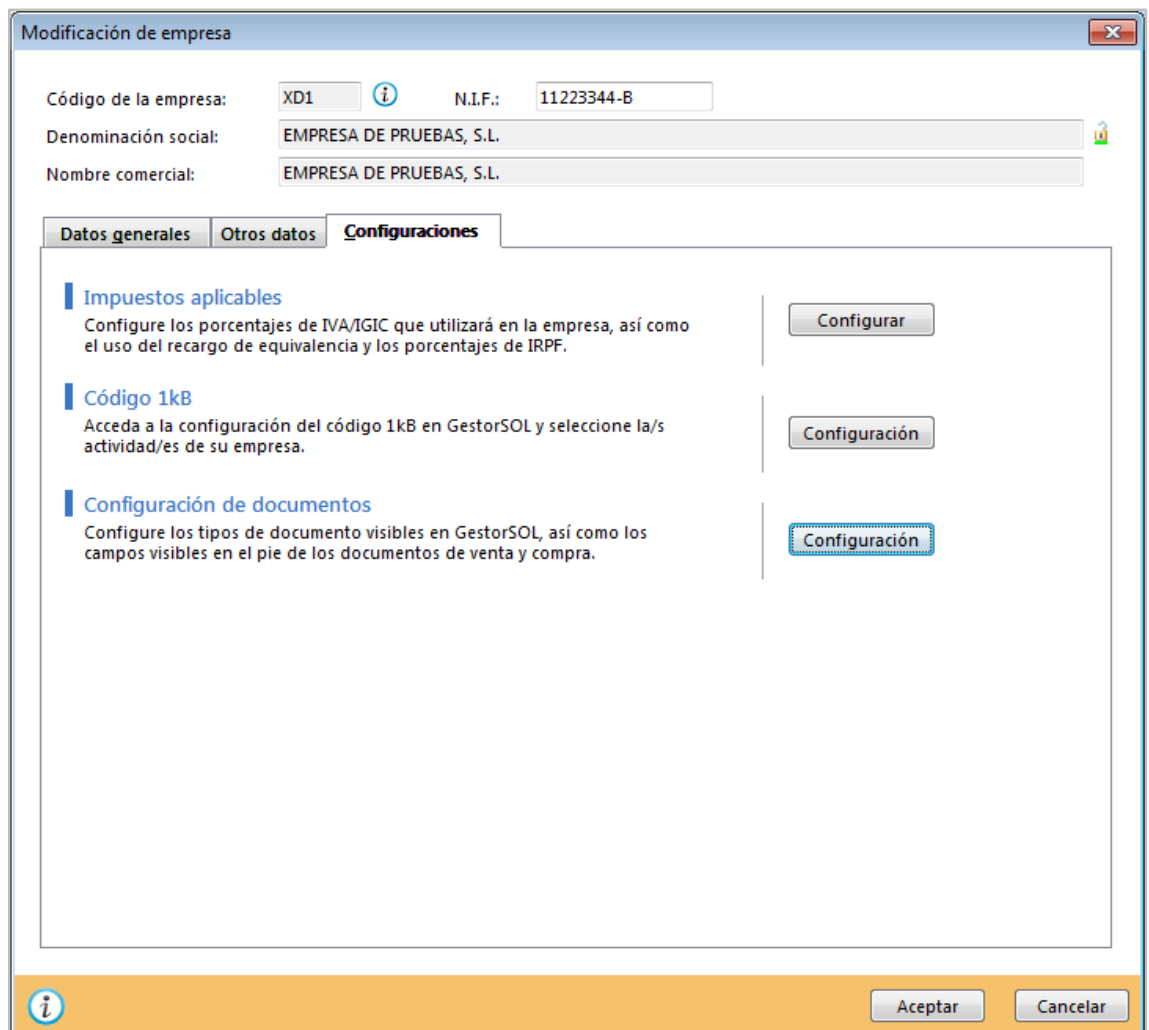 Modificación de empresa
Código de la empresa: XD1 N.I.F.: 11223344-B
Denominación social: EMPRESA DE PRUEBAS, S.L.
Nombre comercial: EMPRESA DE PRUEBAS, S.L.
Datos generales Otros datos Configuraciones
Impuestos aplicables
Configure los porcentajes de IVA/IGIC que utilizará en la empresa, así como
el uso del recargo de equivalencia y los porcentajes de IRPF.
Configurar
Código 1kB
Acceda a la configuración del código 1kB en GestorSOL y seleccione la/s
actividad/es de su empresa.
Configuración
Configuración de documentos
Configure los tipos de documento visibles en GestorSOL, así como los
campos visibles en el pie de los documentos de venta y compra.
Configuración
Aceptar Cancelar